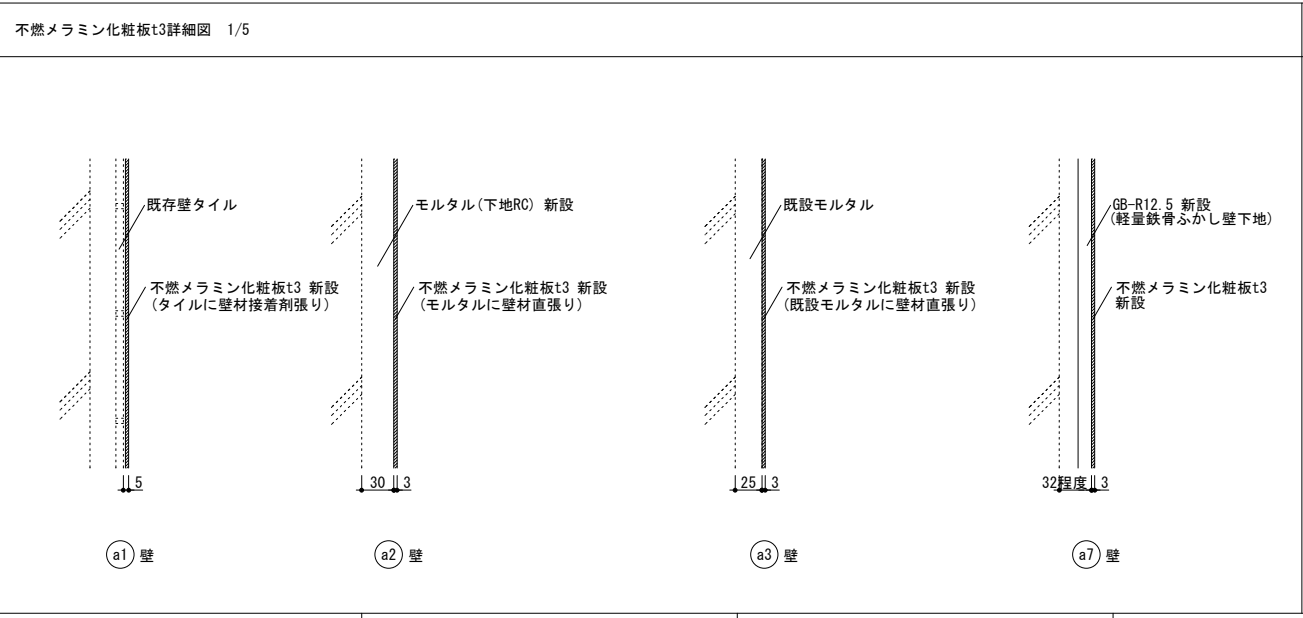 不燃メラミン化粧板t3詳細図 1/5
既存壁タイル
不燃メラミン化粧板t3 新設
(タイルに壁材接着剤張り)
5
a1 壁
モルタル(下地RC) 新設
不燃メラミン化粧板t3 新設
(モルタルに壁材直張り)
30 3
a2 壁
既設モルタル
不燃メラミン化粧板t3 新設
(既設モルタルに壁材直張り)
25 3
a3 壁
GB-R12.5 新設
(軽量鉄骨ふかし壁下地)
不燃メラミン化粧板t3
新設
32程度 3
a7 壁